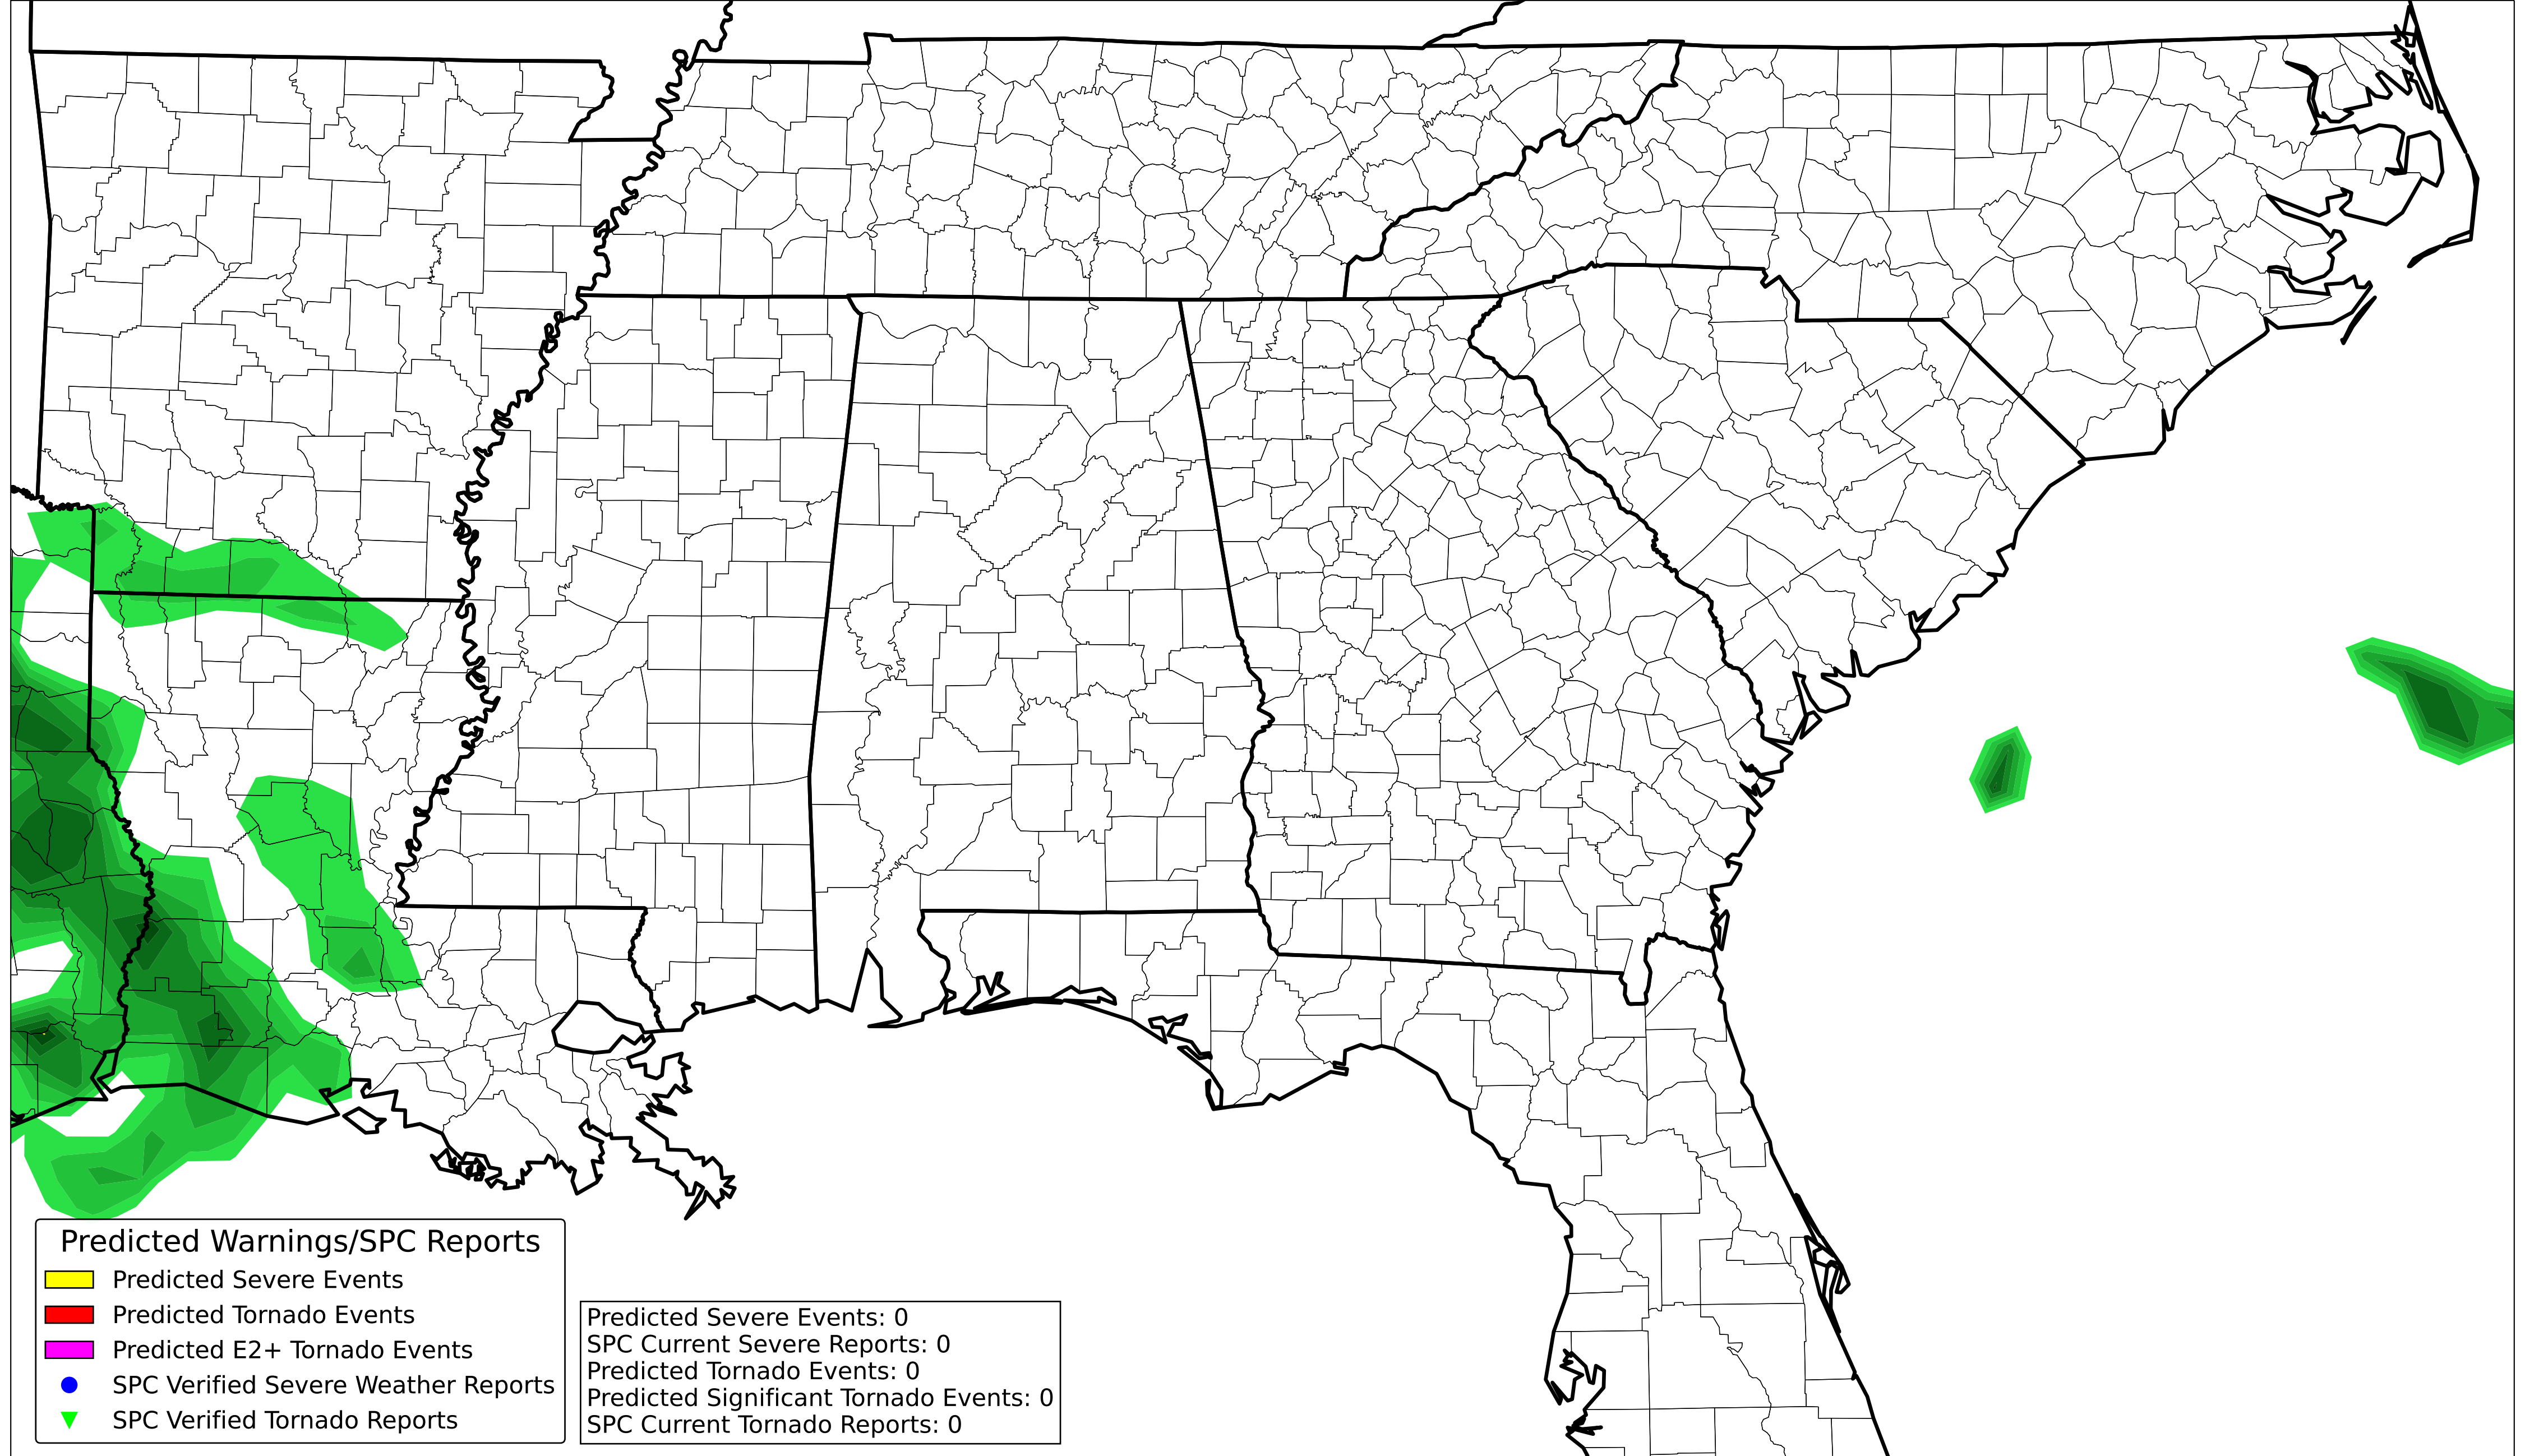 Predicted Warnings/SPC Reports
Predicted Severe Events
Predicted Tornado Events
Predicted E2+ Tornado Events
SPC Verified Severe Weather Reports
SPC Verified Tornado Reports
Predicted Severe Events: 0
SPC Current Severe Reports: 0
Predicted Tornado Events: 0
Predicted Significant Tornado Events: 0
SPC Current Tornado Reports: 0